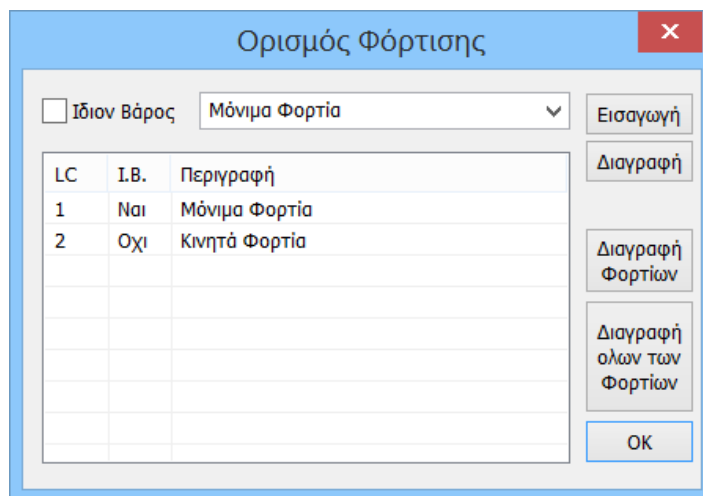 Ορισμός Φόρτισης
Ιδιον Βάρος
Μόνιμα Φορτία
Εισαγωγή
Διαγραφή
LC I.B. Περιγραφή
1 Ναι Μόνιμα Φορτία
2 Οχι Κινητά Φορτία
Διαγραφή
Φορτίων
Διαγραφή
ολων των
Φορτίων
OK